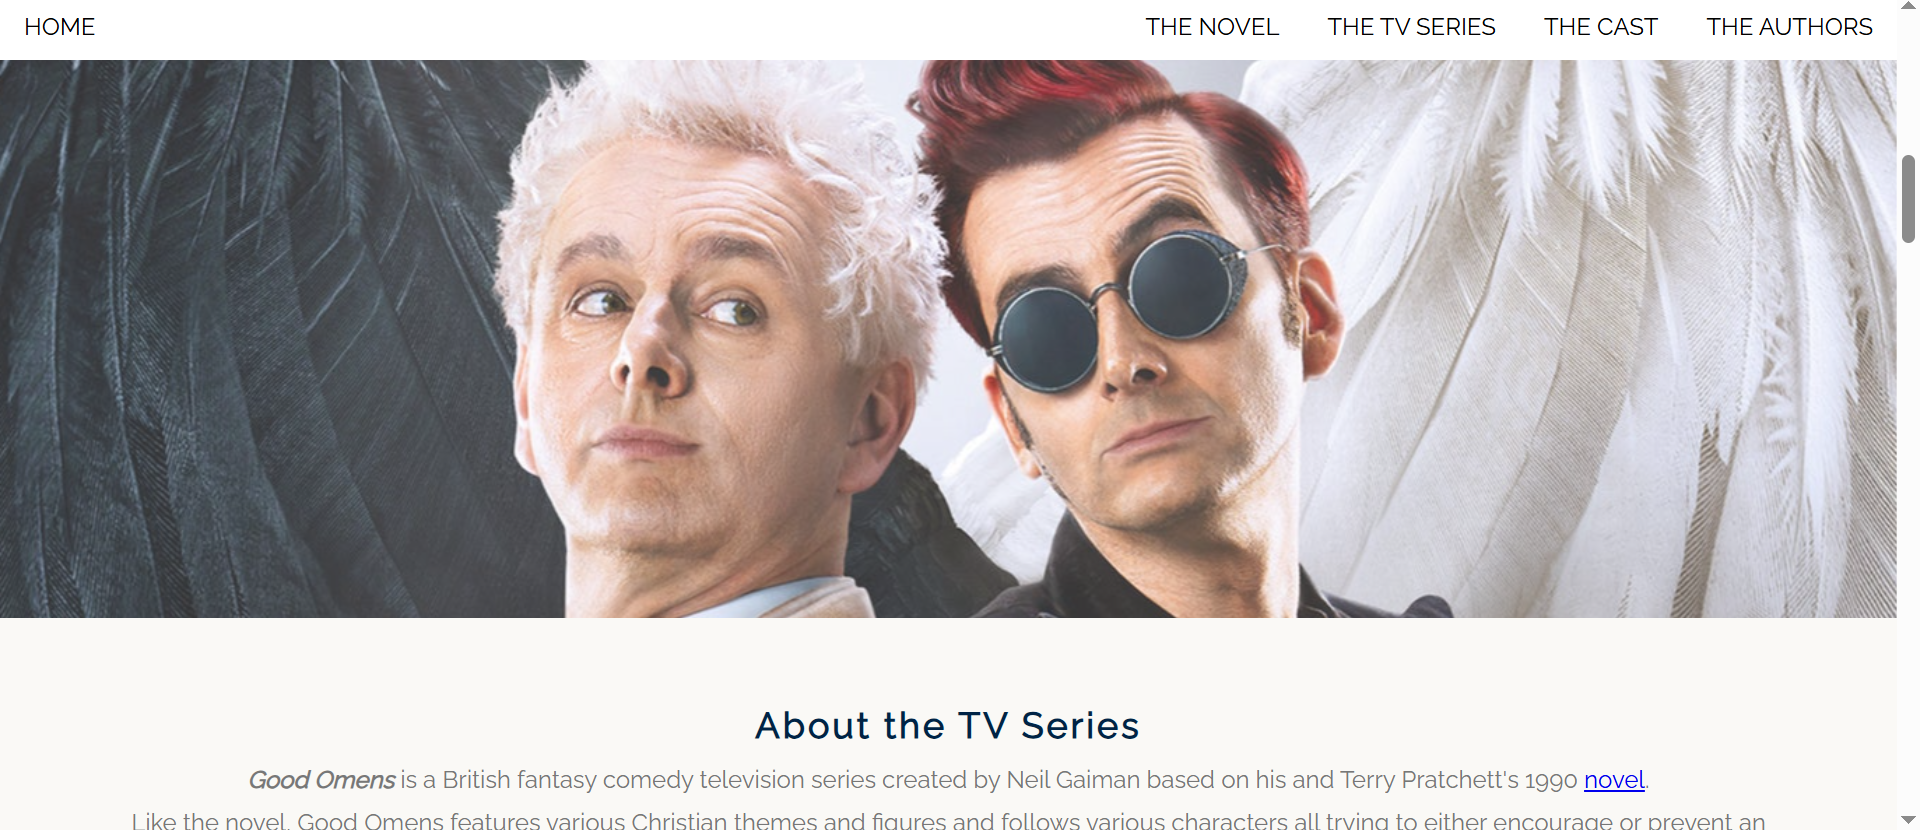 HOME THE NOVEL THE TV SERIES THE CAST THE AUTHORS
About the TV Series
Good Omens is a British fantasy comedy television series created by Neil Gaiman based on his and Terry Pratchett's 1990 novel.
Like the novel, Good Omens features various Christian themes and figures and follows various characters all trying to either encourage or prevent an